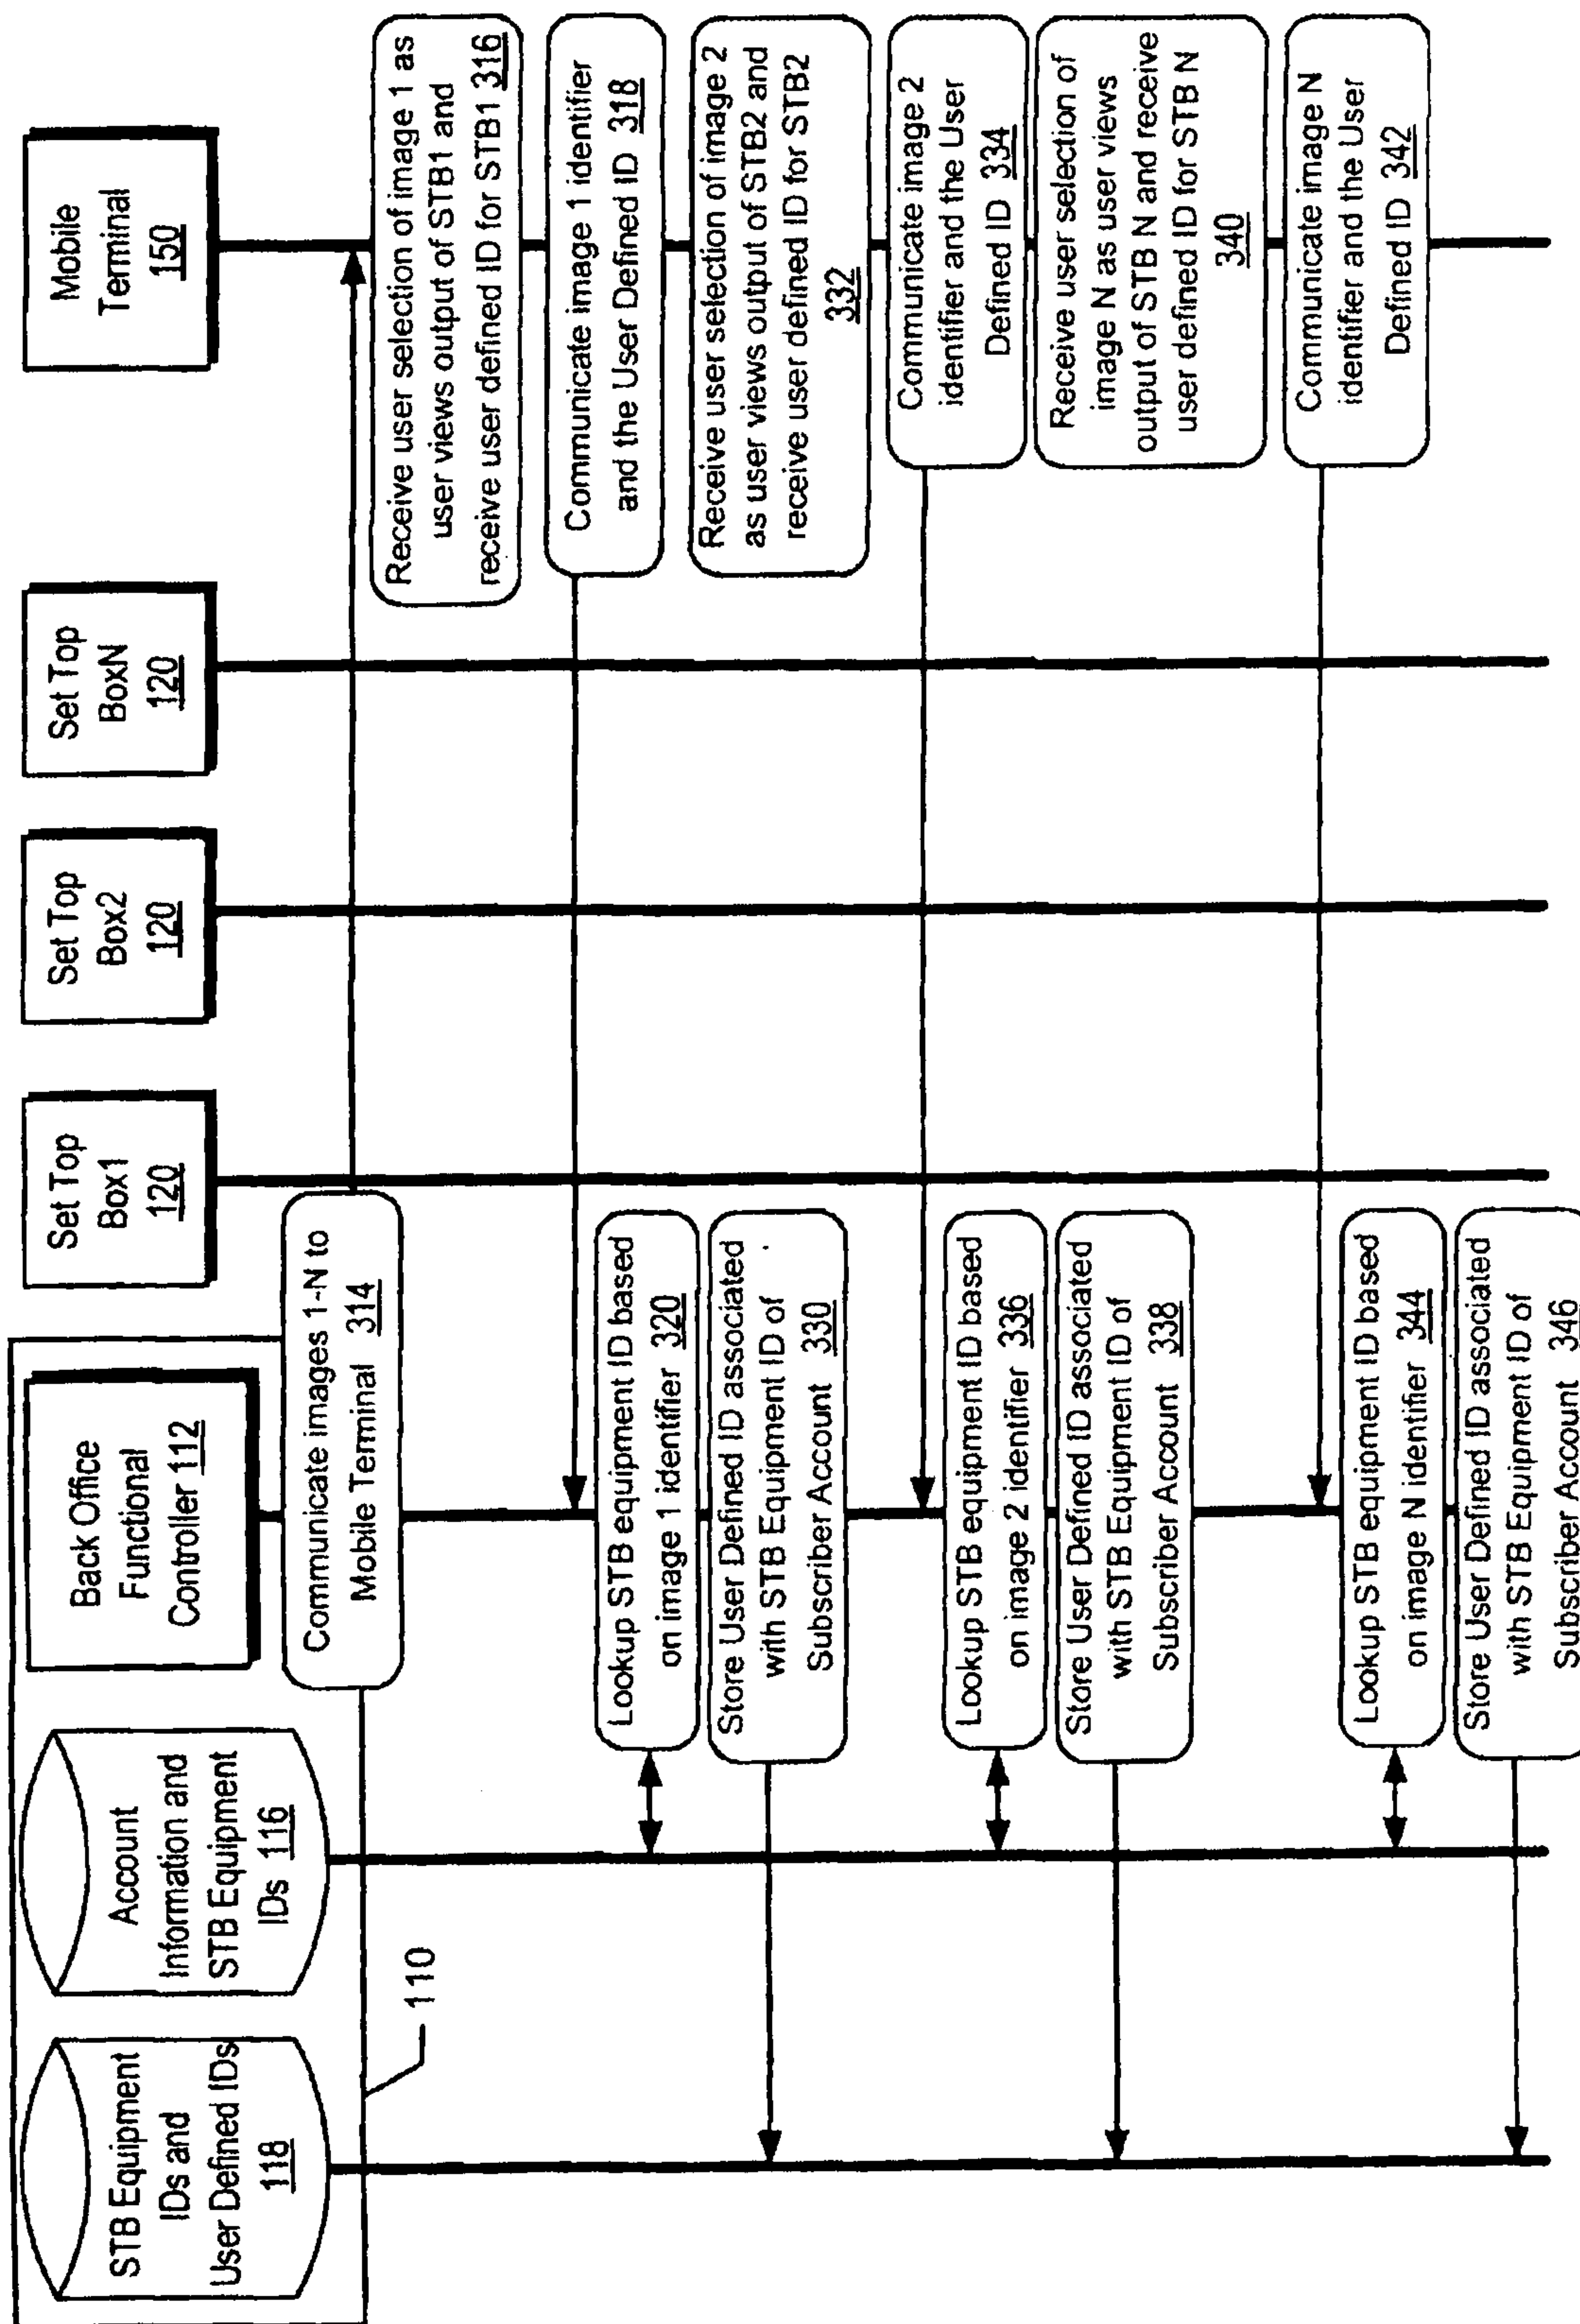 STB Equipment
IDs and
User Defined IDs
118
Account
Information and
STB Equipment
IDs 116
Back Office
Functional
Controller 112
Set Top
Box1
120
Set Top
Box2
120
Set Top
BoxN
120
Mobile
Terminal
150
110
Communicate images 1-N to
Mobile Terminal 314
Receive user selection of image 1 as
user views output of STB1 and
receive user defined ID for STB1 316
Communicate image 1 identifier
and the User Defined ID 318
Lookup STB equipment ID based
on image 1 identifier 320
Store User Defined ID associated
with STB Equipment ID of
Subscriber Account 330
Receive user selection of image 2
as user views output of STB2 and
receive user defined ID for STB2
332
Communicate image 2
identifier and the User
Defined ID 334
Lookup STB equipment ID based
on image 2 identifier 336
Store User Defined ID associated
with STB Equipment ID of
Subscriber Account 338
Receive user selection of
image N as user views
output of STB N and receive
user defined ID for STB N
340
Communicate image N
identifier and the User
Defined ID 342
Lookup STB equipment ID based
on image N identifier 344
Store User Defined ID associated
with STB Equipment ID of
Subscriber Account 346